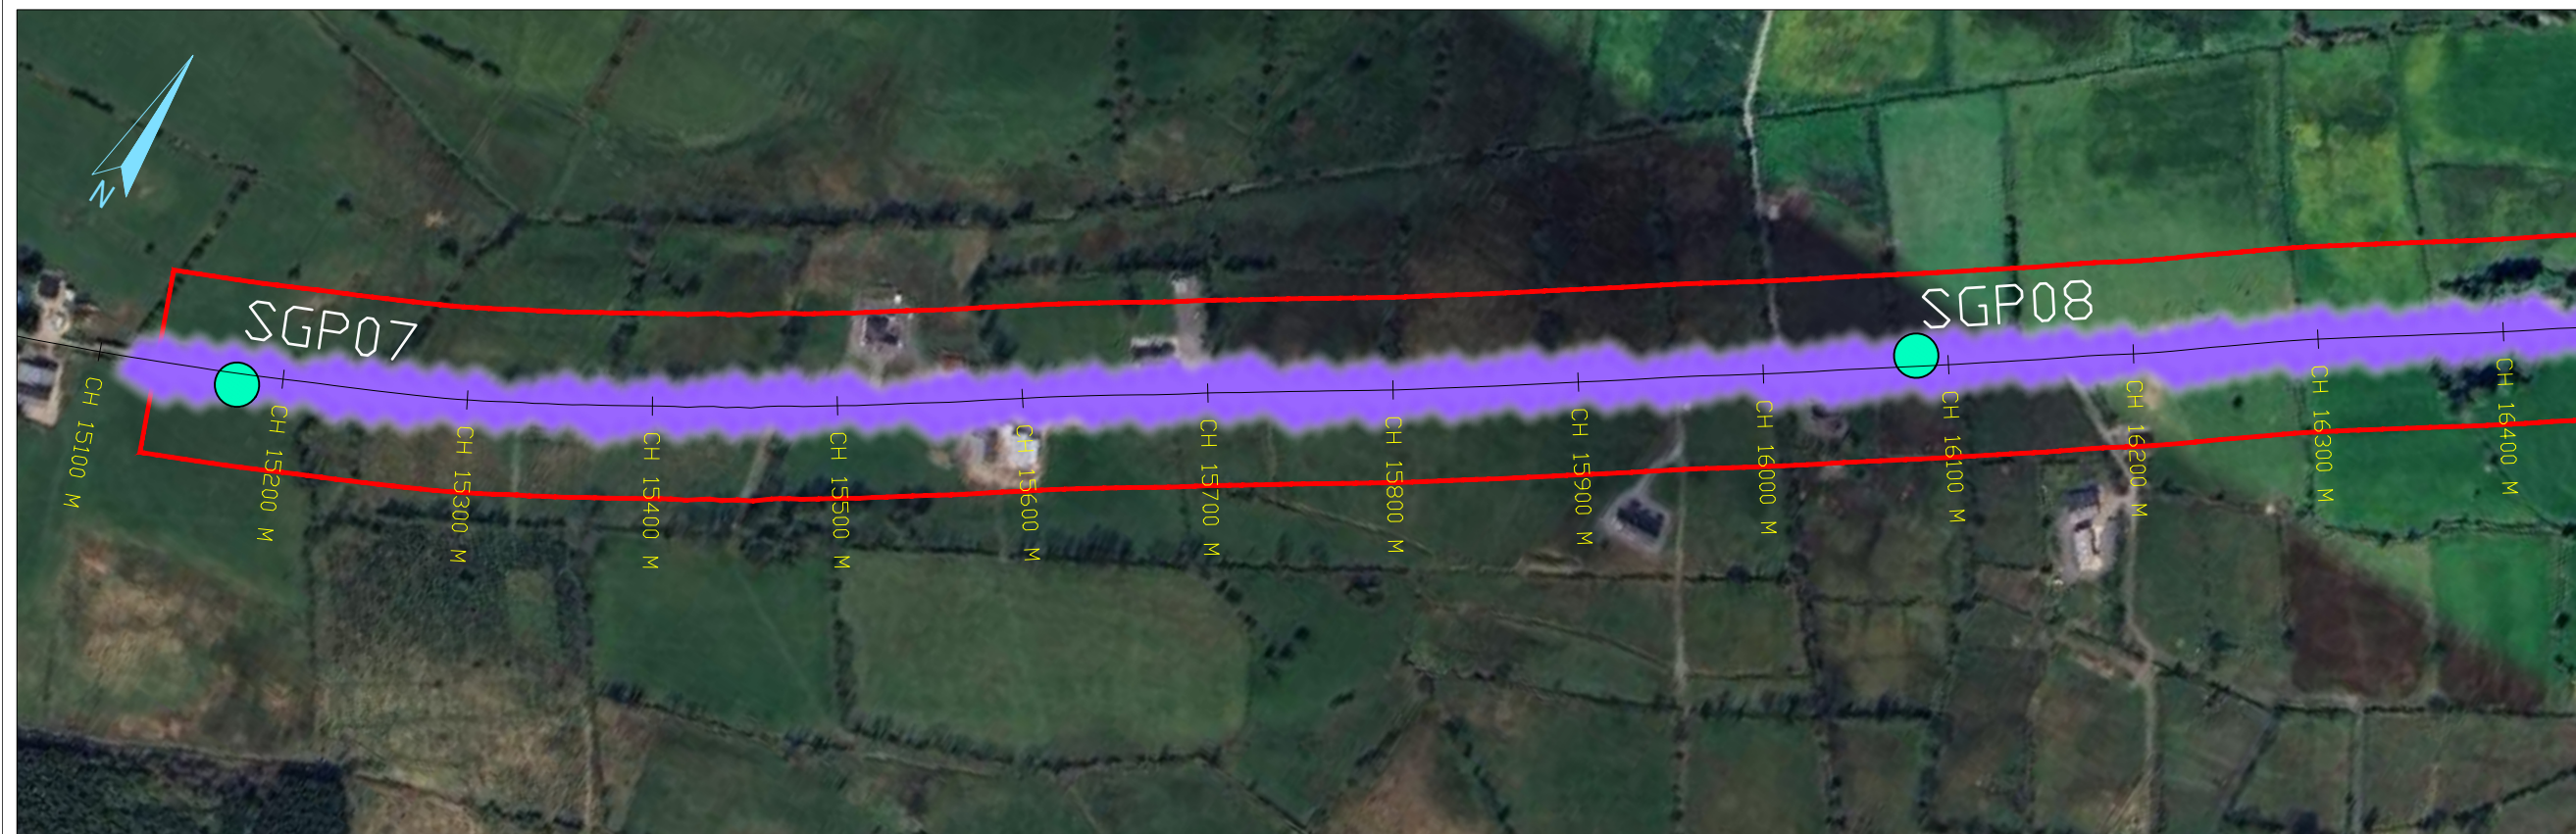 N
SGP07
SGP08
CH 15100 M
CH 15200 M
CH 15300 M
CH 15400 M
CH 15500 M
CH 15600 M
CH 15700 M
CH 15800 M
CH 15900 M
CH 16000 M
CH 16100 M
CH 16200 M
CH 16300 M
CH 16400 M